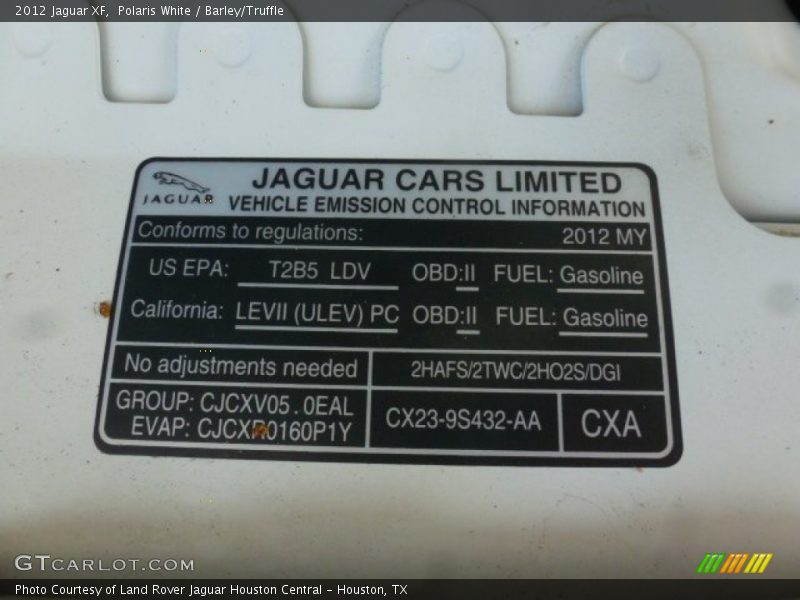 2012 Jaguar XF, Polaris White / Barley/Truffle
JAGUAR
JAGUAR CARS LIMITED
VEHICLE EMISSION CONTROL INFORMATION
Conforms to regulations: 2012 MY
US EPA: T2B5 LDV OBD:II FUEL: Gasoline
California: LEVII (ULEV) PC OBD:II FUEL: Gasoline
No adjustments needed 2HAFS/2TWC/2HO2S/DGI
GROUP: CJCXV05.0EAL
EVAP: CX23-9S432-AA CXA
GTCARLOT.COM
Photo Courtesy of Land Rover Jaguar Houston Central – Houston, TX